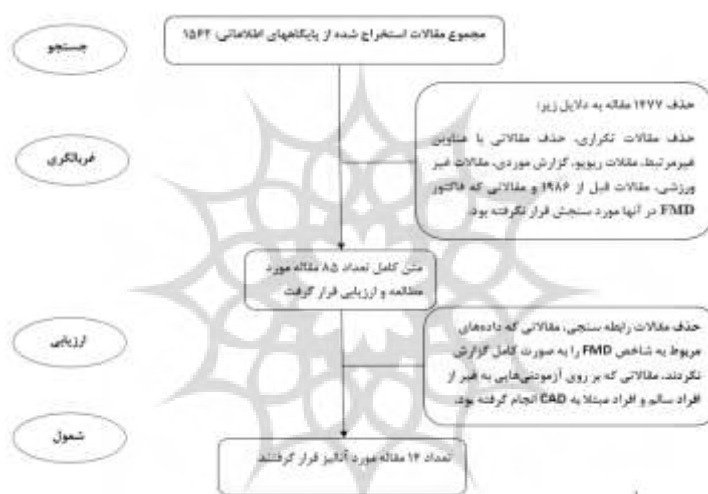 جستجو
مجموع مقالات استخراج شده از پایگاههای اطلاعاتی: ۱۵۶۲
حذف ۱۴۷۷ مقاله به دلایل زیر:
حذف مقالات تکراری، حذف مقالاتی با عناوین
غیرمرتبط، مقلات ریویو، گزارش موردی، مقالات غیر
ورزشی، مقالات قبل از ۱۹۸۶ و مقالاتی که فاکتور
FMD در آنها مورد سنجش قرار نگرفته بود.
غربالگری
متن کامل تعداد ۸۵ مقاله مورد
مطالعه و ارزیابی قرار گرفت
ارزیابی
حذف مقالات رابطه سنجی، مقالاتی که داده‌های
مربوط به شاخص FMD را به صورت کامل گزارش
نکردند، مقالاتی که بر روی آزمودنی‌هایی به غیر از
افراد سالم و افراد مبتلا به CAD انجام گرفته بود.
شمول
تعداد ۱۴ مقاله مورد آنالیز قرار گرفتند